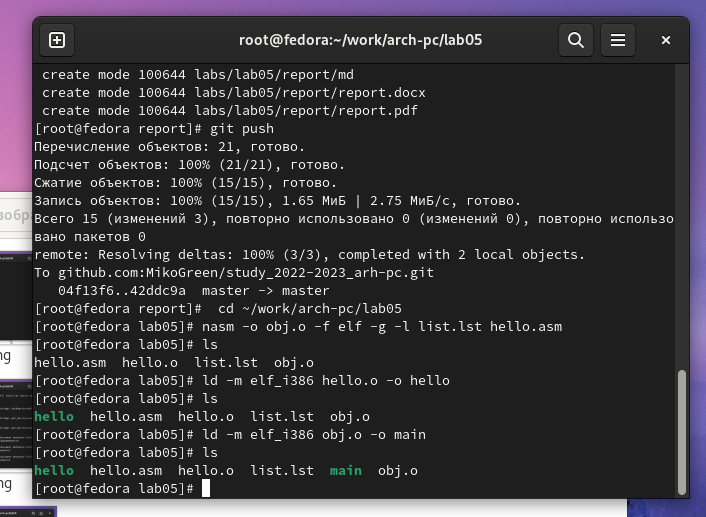 root@fedora:~/work/arch-pc/lab05
create mode 100644 labs/lab05/report/md
create mode 100644 labs/lab05/report/report.docx
create mode 100644 labs/lab05/report/report.pdf
[root@fedora report]# git push
Перечисление объектов: 21, готово.
Подсчет объектов: 100% (21/21), готово.
Сжатие объектов: 100% (15/15), готово.
Запись объектов: 100% (15/15), 1.65 МиБ | 2.75 МиБ/с, готово.
Всего 15 (изменений 3), повторно использовано 0 (изменений 0), повторно использо
вано пакетов 0
remote: Resolving deltas: 100% (3/3), completed with 2 local objects.
To github.com:MikoGreen/study_2022-2023_arh-pc.git
   04f13f6..42ddc9a  master -> master
[root@fedora report]#  cd ~/work/arch-pc/lab05
[root@fedora lab05]# nasm -o obj.o -f elf -g -l list.lst hello.asm
[root@fedora lab05]# ls
hello.asm  hello.o  list.lst  obj.o
[root@fedora lab05]# ld -m elf_i386 hello.o -o hello
[root@fedora lab05]# ls
hello  hello.asm  hello.o  list.lst  obj.o
[root@fedora lab05]# ld -m elf_i386 obj.o -o main
[root@fedora lab05]# ls
hello  hello.asm  hello.o  list.lst  main  obj.o
[root@fedora lab05]#
зобра
ng
ng